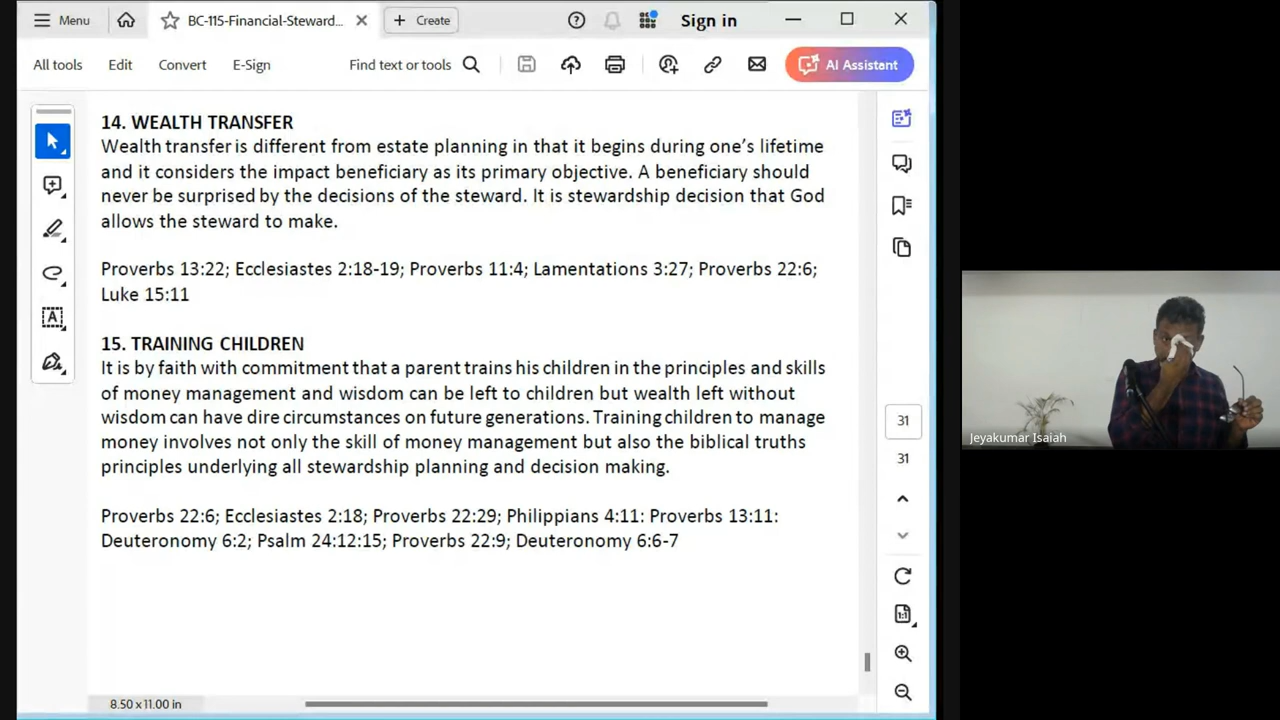 Menu
BC-115-Financial-Steward...
Create
Sign in
All tools
Edit
Convert
E-Sign
Find text or tools
AI Assistant
14. WEALTH TRANSFER
Wealth transfer is different from estate planning in that it begins during one's lifetime
and it considers the impact beneficiary as its primary objective. A beneficiary should
never be surprised by the decisions of the steward. It is stewardship decision that God
allows the steward to make.
Proverbs 13:22; Ecclesiastes 2:18-19; Proverbs 11:4; Lamentations 3:27; Proverbs 22:6;
Luke 15:11
15. TRAINING CHILDREN
It is by faith with commitment that a parent trains his children in the principles and skills
of money management and wisdom can be left to children but wealth left without
wisdom can have dire circumstances on future generations. Training children to manage
money involves not only the skill of money management but also the biblical truths
principles underlying all stewardship planning and decision making.
Proverbs 22:6; Ecclesiastes 2:18; Proverbs 22:29; Philippians 4:11: Proverbs 13:11:
Deuteronomy 6:2; Psalm 24:12:15; Proverbs 22:9; Deuteronomy 6:6-7
31
31
1:1
8.50 x 11.00 in
Jeyakumar Isaiah